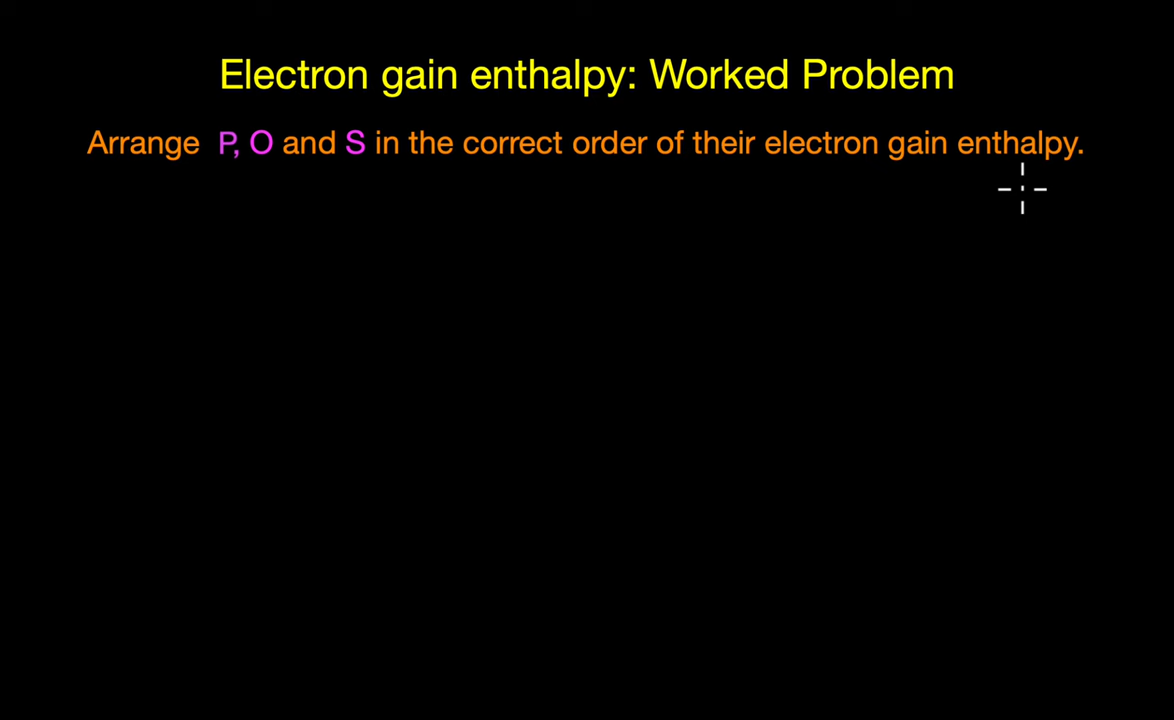 Electron gain enthalpy: Worked Problem
Arrange P, O and S in the correct order of their electron gain enthalpy.